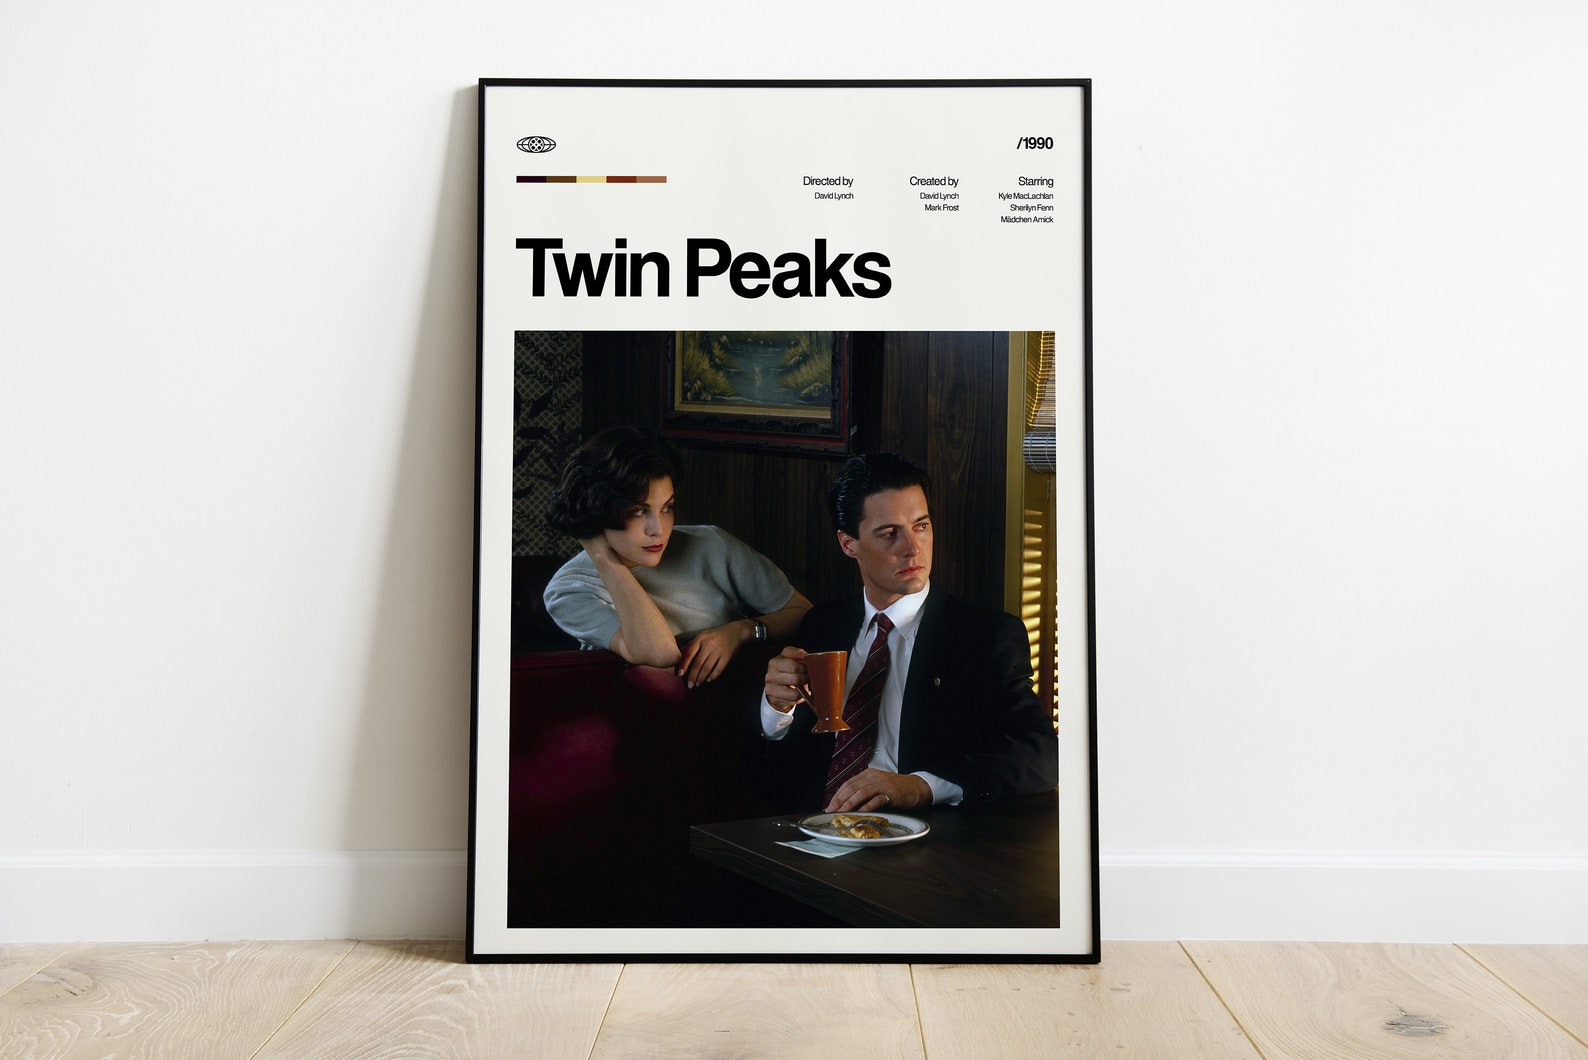 /1990
Directed by
David Lynch
Created by
David Lynch
Mark Frost
Starring
Kyle MacLachlan
Sherilyn Fenn
Mädchen Amick
Twin Peaks